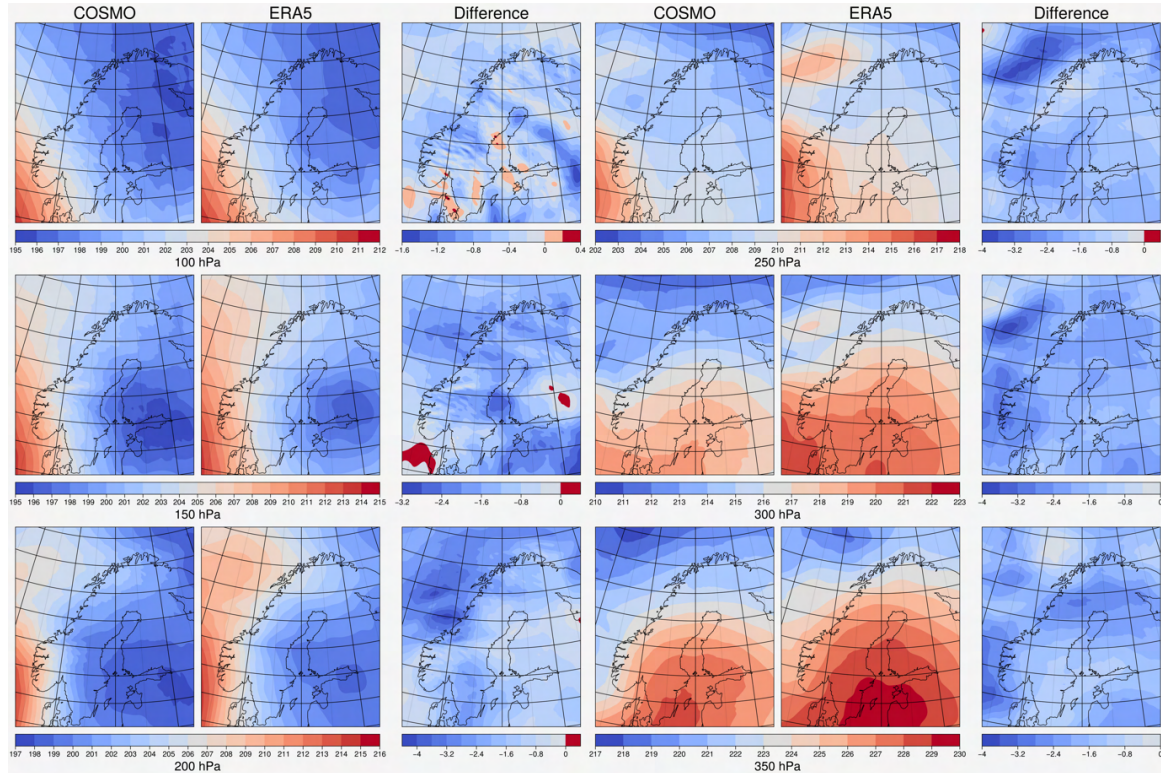 COSMO ERA5 Difference COSMO ERA5 Difference
195 196 197 198 199 200 201 202 203 204 205 206 207 208 209 210 211 212 −1.6 −1.2 −0.8 −0.4 0 0.4 202 203 204 205 206 207 208 209 210 211 212 213 214 215 216 217 218 −4 −3.2 −2.4 −1.6 −0.8 0
100 hPa 250 hPa
195 196 197 198 199 200 201 202 203 204 205 206 207 208 209 210 211 212 213 214 215 −3.2 −2.4 −1.6 −0.8 0 210 211 212 213 214 215 216 217 218 219 220 221 222 223 −4 −3.2 −2.4 −1.6 −0.8 0
150 hPa 300 hPa
197 198 199 200 201 202 203 204 205 206 207 208 209 210 211 212 213 214 215 216 −4 −3.2 −2.4 −1.6 −0.8 0 217 218 219 220 221 222 223 224 225 226 227 228 229 230 −4 −3.2 −2.4 −1.6 −0.8 0
200 hPa 350 hPa